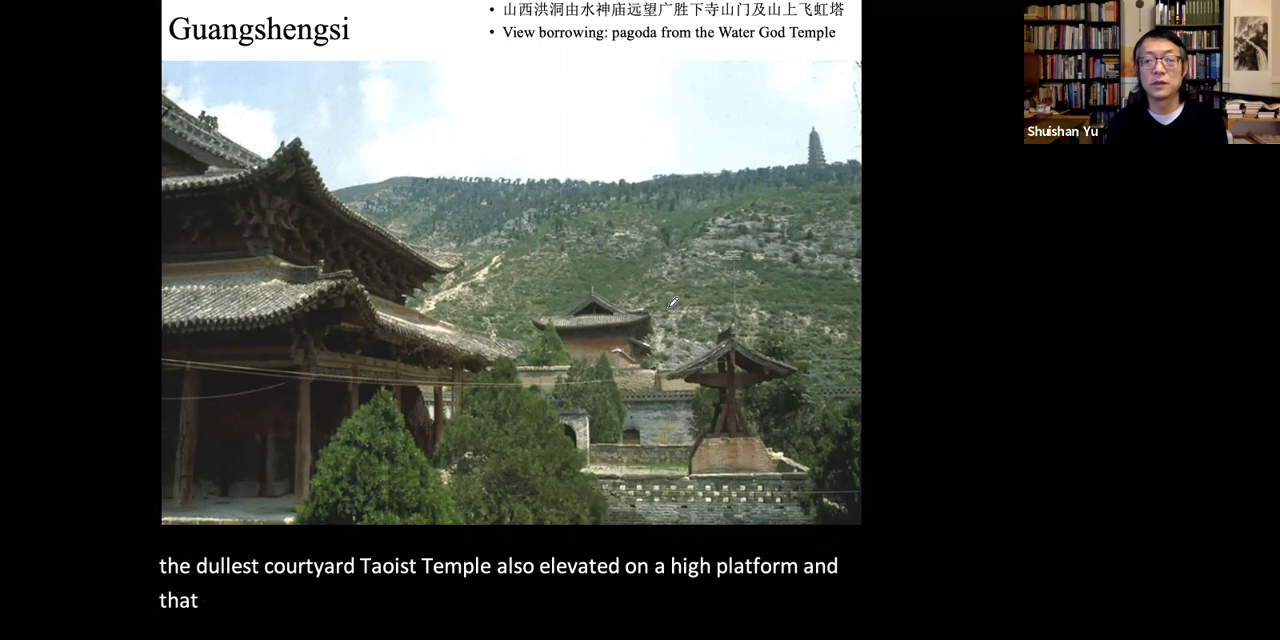 Guangshengsi
• 山西洪洞由水神庙远望广胜下寺山门及山上飞虹塔
• View borrowing: pagoda from the Water God Temple
Shuishan Yu
the dullest courtyard Taoist Temple also elevated on a high platform and
that